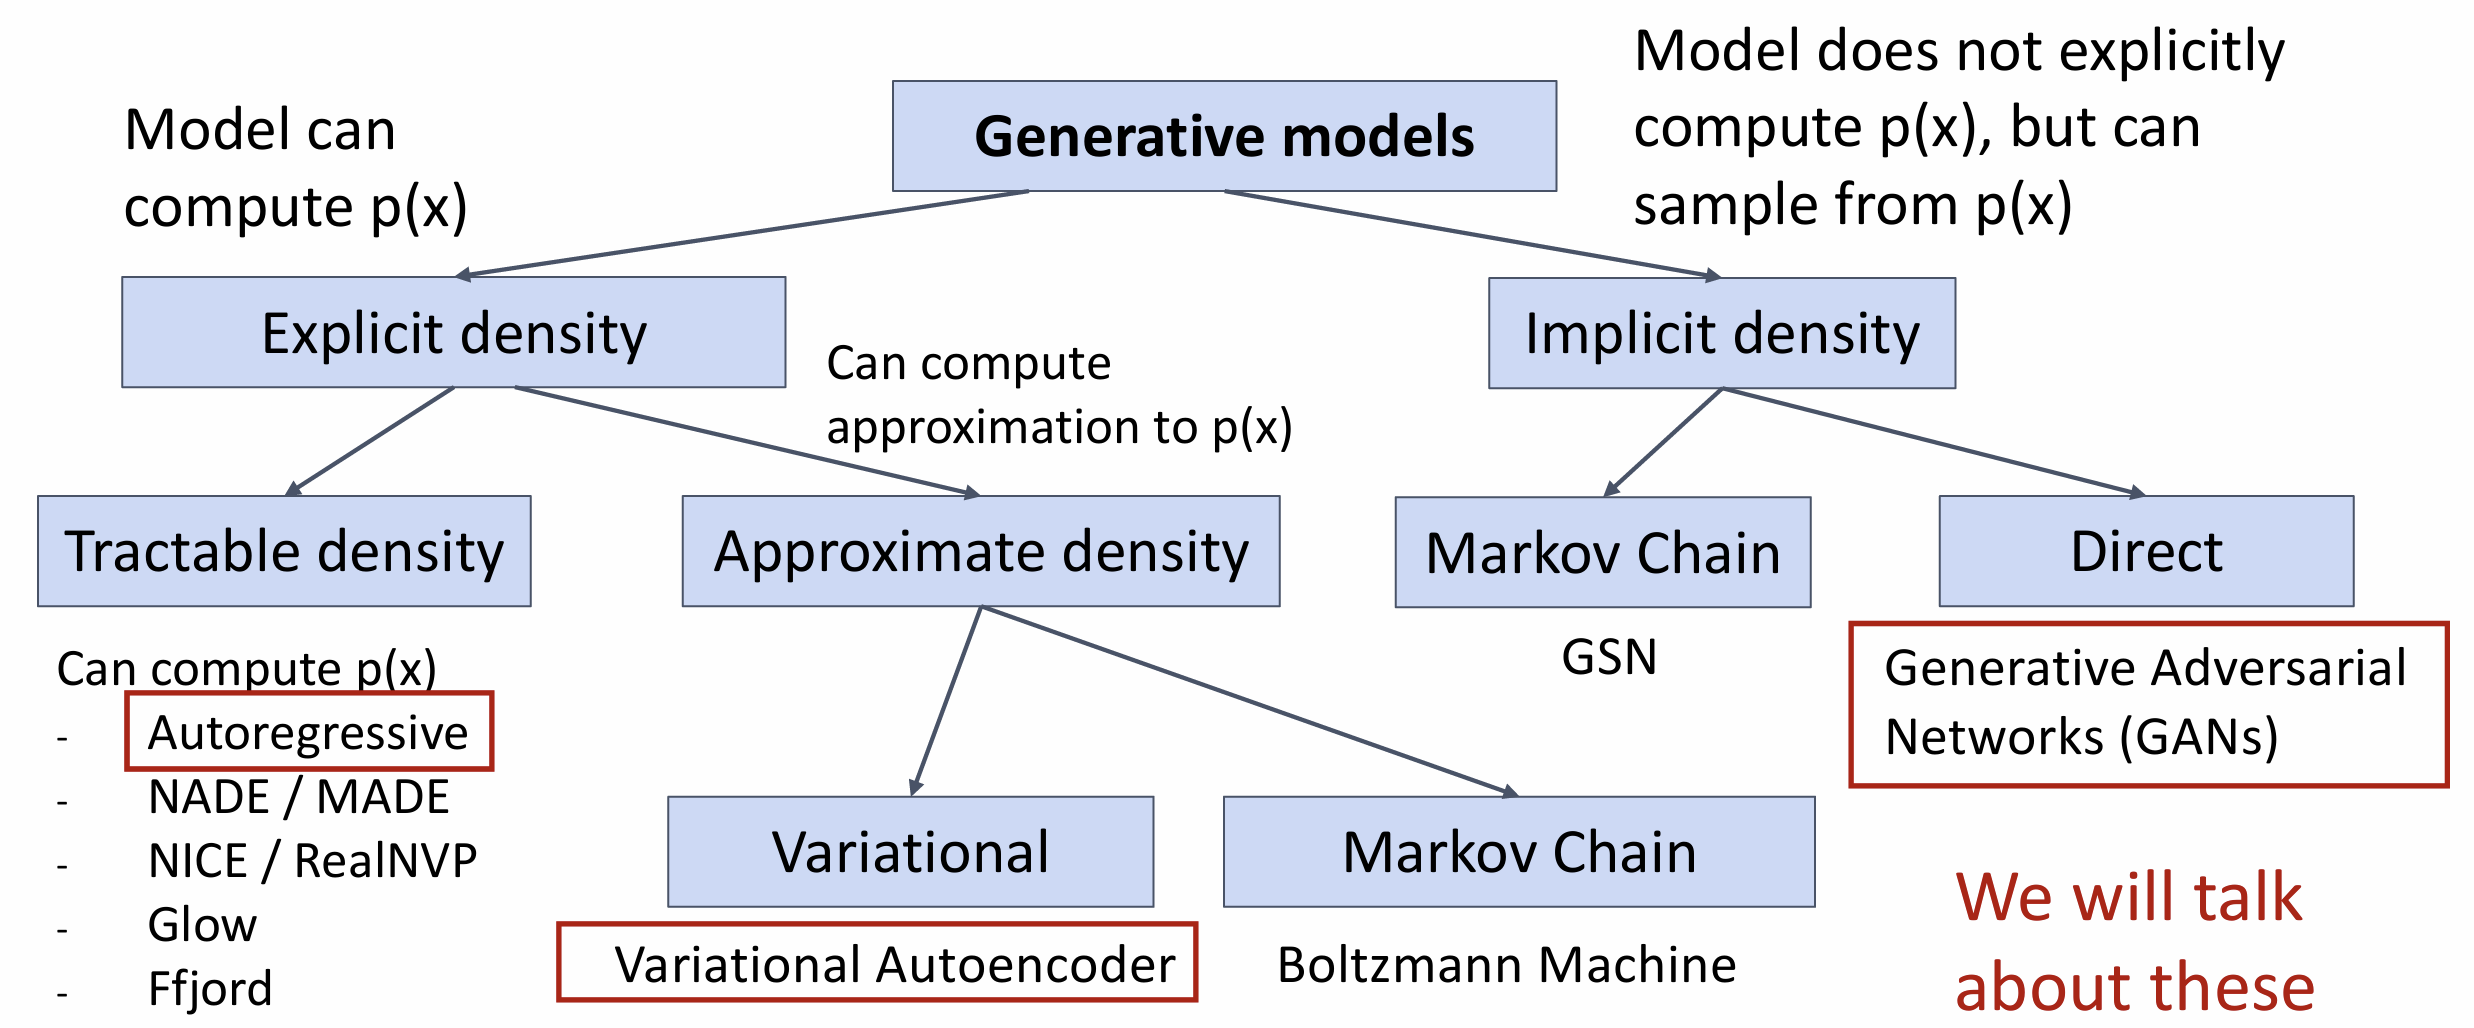 Generative models
Model can
compute p(x)
Model does not explicitly
compute p(x), but can
sample from p(x)
Explicit density
Implicit density
Can compute
approximation to p(x)
Tractable density
Approximate density
Markov Chain
Direct
Can compute p(x)
- Autoregressive
- NADE / MADE
- NICE / RealNVP
- Glow
- Ffjord
GSN
Generative Adversarial
Networks (GANs)
Variational
Markov Chain
Variational Autoencoder
Boltzmann Machine
We will talk
about these